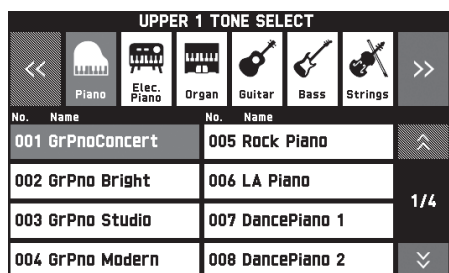 UPPER 1 TONE SELECT
<< Piano Elec. Piano Organ Guitar Bass Strings >>
No. Name No. Name
001 GrPnoConcert 005 Rock Piano
002 GrPno Bright 006 LA Piano
1/4
003 GrPno Studio 007 DancePiano 1
004 GrPno Modern 008 DancePiano 2